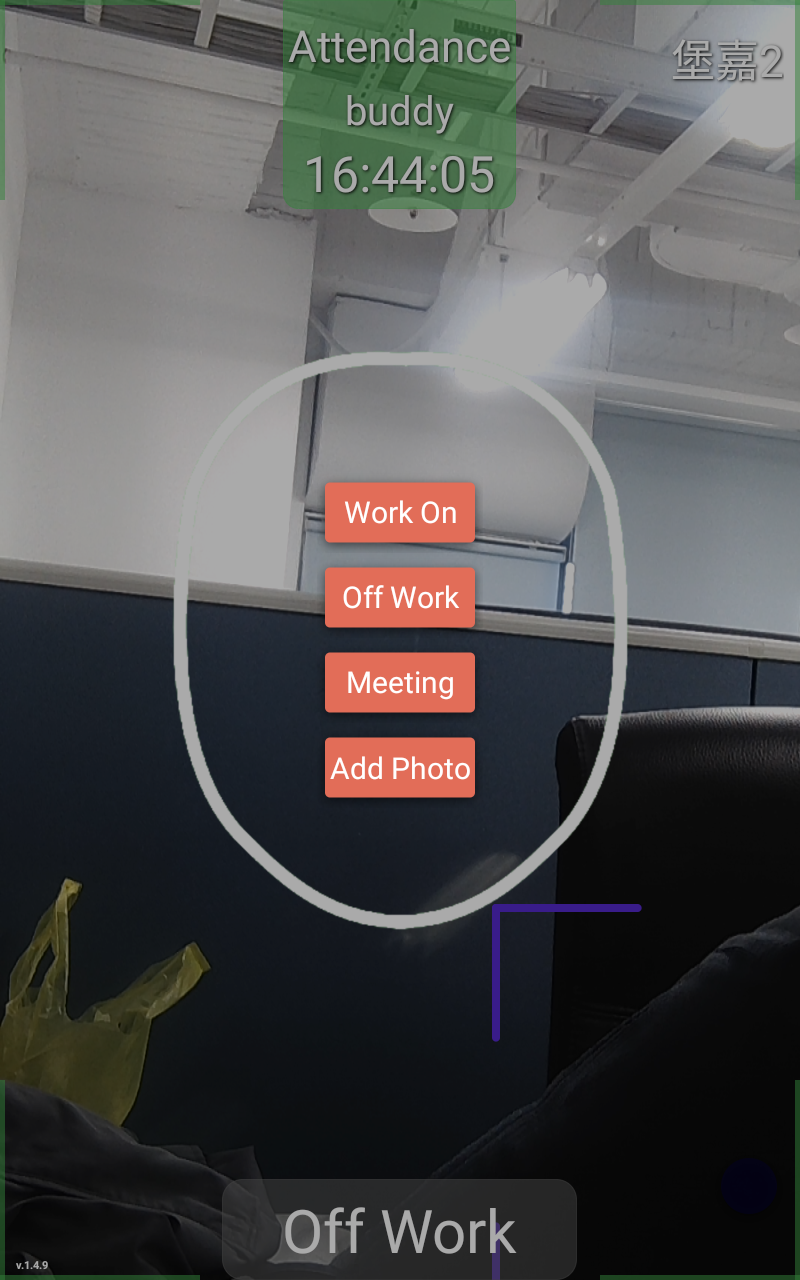 Attendance
堡嘉2
buddy
16:44:05
Work On
Off Work
Meeting
Add Photo
Off Work
v.1.4.9